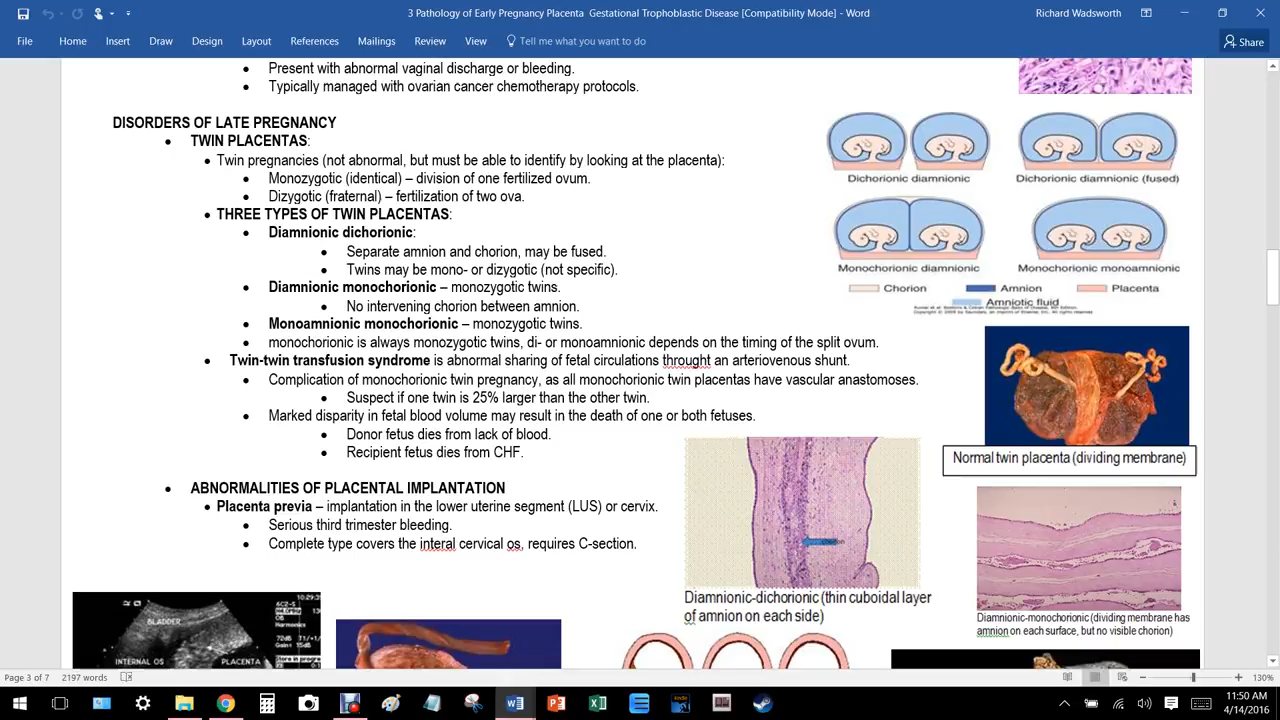 3 Pathology of Early Pregnancy Placenta Gestational Trophoblastic Disease [Compatibility Mode] - Word
Richard Wadsworth
File Home Insert Draw Design Layout References Mailings Review View Tell me what you want to do
Share
Present with abnormal vaginal discharge or bleeding.
Typically managed with ovarian cancer chemotherapy protocols.
DISORDERS OF LATE PREGNANCY
TWIN PLACENTAS:
Twin pregnancies (not abnormal, but must be able to identify by looking at the placenta):
Monozygotic (identical) – division of one fertilized ovum.
Dizygotic (fraternal) – fertilization of two ova.
THREE TYPES OF TWIN PLACENTAS:
Diamnionic dichorionic:
Separate amnion and chorion, may be fused.
Twins may be mono- or dizygotic (not specific).
Diamnionic monochorionic – monozygotic twins.
No intervening chorion between amnion.
Monoamnionic monochorionic – monozygotic twins.
monochorionic is always monozygotic twins, di- or monoamnionic depends on the timing of the split ovum.
Twin-twin transfusion syndrome is abnormal sharing of fetal circulations throught an arteriovenous shunt.
Complication of monochorionic twin pregnancy, as all monochorionic twin placentas have vascular anastomoses.
Suspect if one twin is 25% larger than the other twin.
Marked disparity in fetal blood volume may result in the death of one or both fetuses.
Donor fetus dies from lack of blood.
Recipient fetus dies from CHF.
ABNORMALITIES OF PLACENTAL IMPLANTATION
Placenta previa – implantation in the lower uterine segment (LUS) or cervix.
Serious third trimester bleeding.
Complete type covers the interal cervical os, requires C-section.
Dichorionic diamnionic
Dichorionic diamnionic (fused)
Monochorionic diamnionic
Monochorionic monoamnionic
Chorion
Amnion
Placenta
Amniotic fluid
Normal twin placenta (dividing membrane)
Diamnionic-dichorionic (thin cuboidal layer
of amnion on each side)
Diamnionic-monochorionic (dividing membrane has
amnion on each surface, but no visible chorion)
BLADDER
INTERNAL OS
PLACENTA
6C2-S
Harmonics
Page 3 of 7 2197 words
130%
11:50 AM
4/14/2016